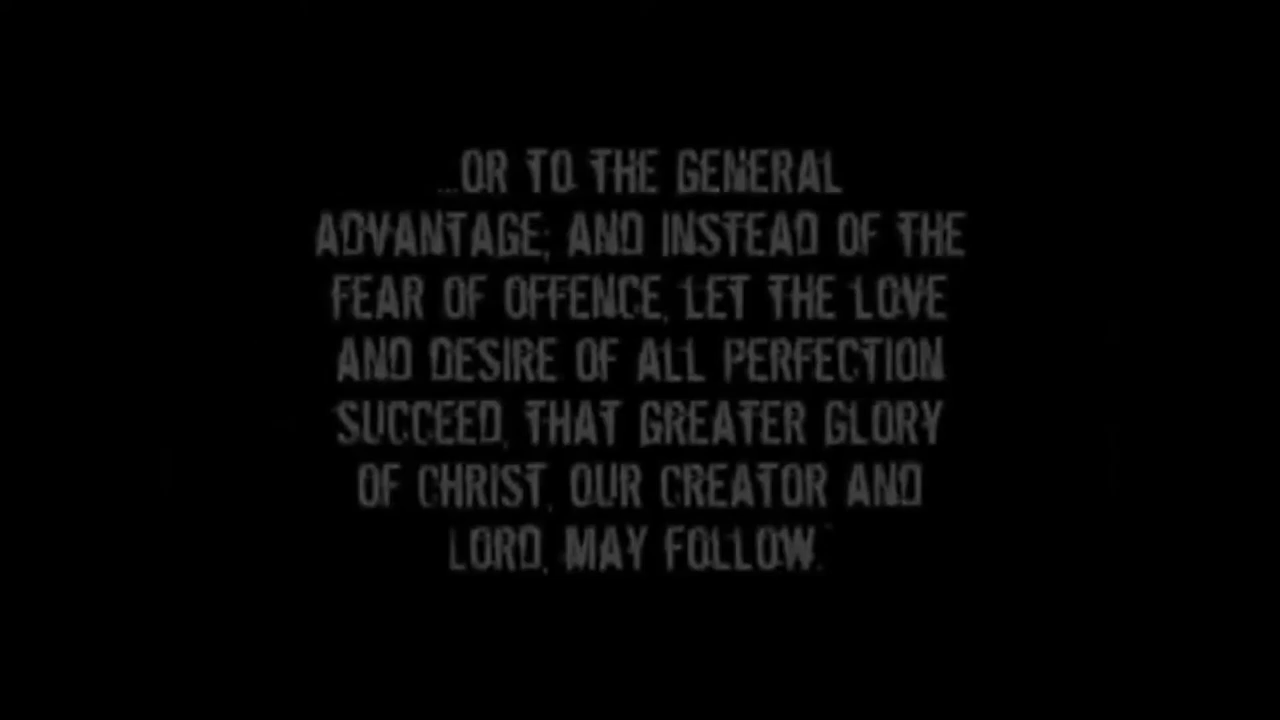 ...OR TO THE GENERAL
ADVANTAGE; AND INSTEAD OF THE
FEAR OF OFFENCE, LET THE LOVE
AND DESIRE OF ALL PERFECTION
SUCCEED, THAT GREATER GLORY
OF CHRIST, OUR CREATOR AND
LORD, MAY FOLLOW."